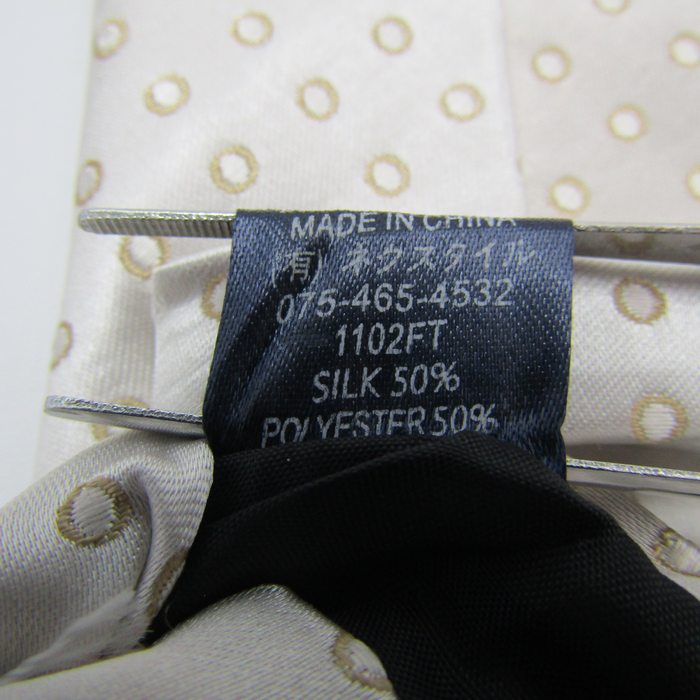 MADE IN CHINA
(有) ネクスタイル
075-465-4532
1102FT
SILK 50%
POLYESTER 50%